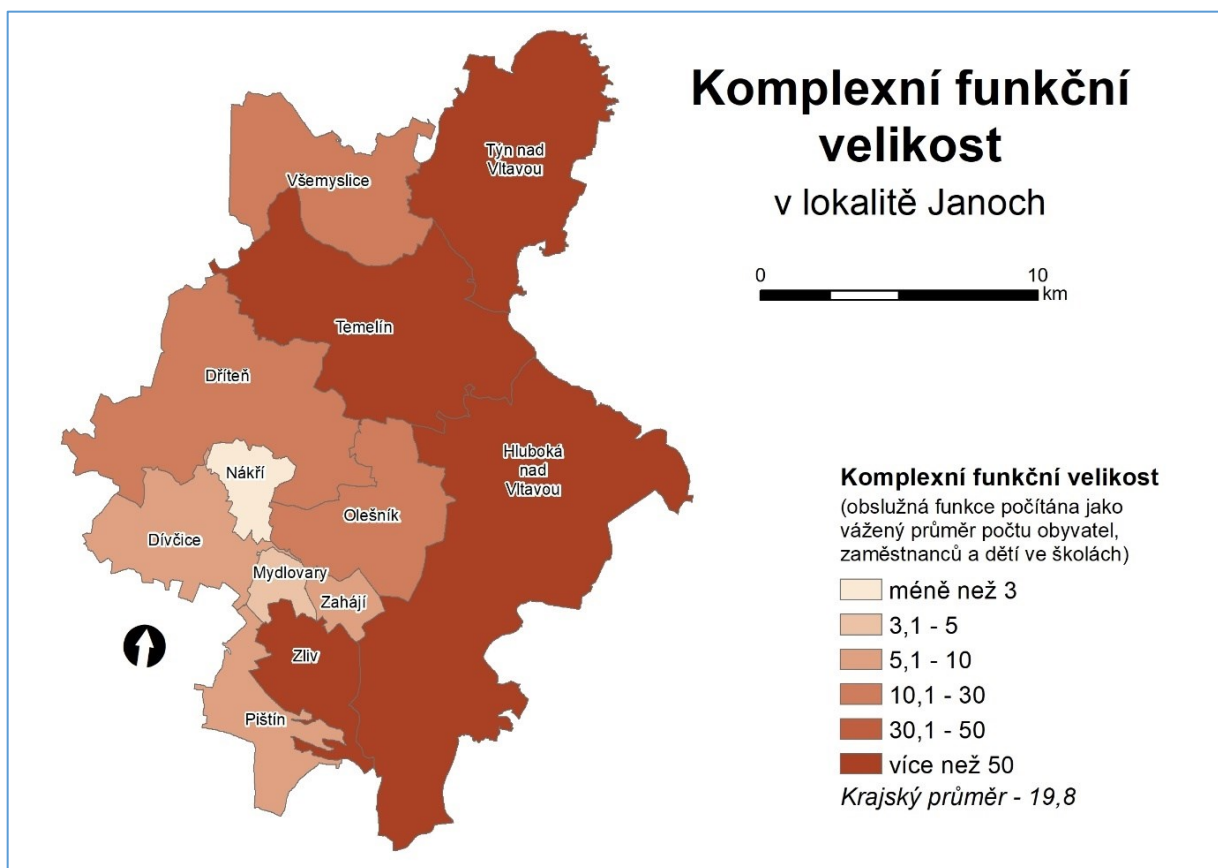 Komplexní funkční
velikost
v lokalitě Janoch
0 10
km
Týn nad
Vltavou
Všemyslice
Temelín
Dříteň
Hluboká
nad
Vltavou
Nákří
Olešník
Dívčice
Mydlovary
Zahájí
Zliv
Pištín
Komplexní funkční velikost
(obslužná funkce počítána jako
vážený průměr počtu obyvatel,
zaměstnanců a dětí ve školách)
méně než 3
3,1 - 5
5,1 - 10
10,1 - 30
30,1 - 50
více než 50
Krajský průměr - 19,8